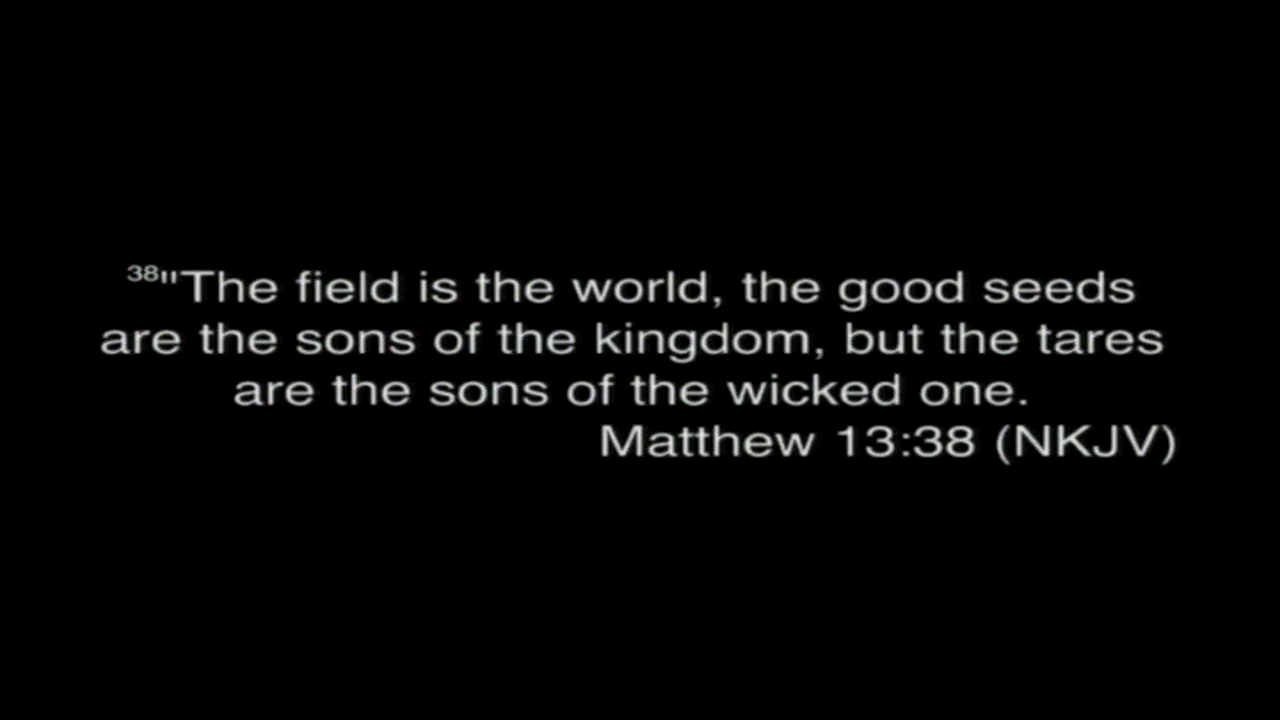 ³⁸"The field is the world, the good seeds
are the sons of the kingdom, but the tares
are the sons of the wicked one.
Matthew 13:38 (NKJV)